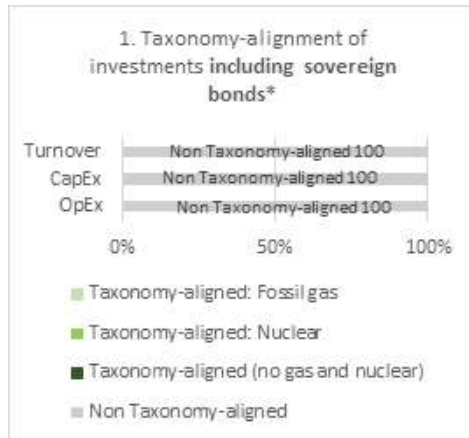 1. Taxonomy-alignment of
investments including sovereign
bonds*
Turnover
Non Taxonomy-aligned 100
CapEx
Non Taxonomy-aligned 100
OpEx
Non Taxonomy-aligned 100
0% 50% 100%
Taxonomy-aligned: Fossil gas
Taxonomy-aligned: Nuclear
Taxonomy-aligned (no gas and nuclear)
Non Taxonomy-aligned